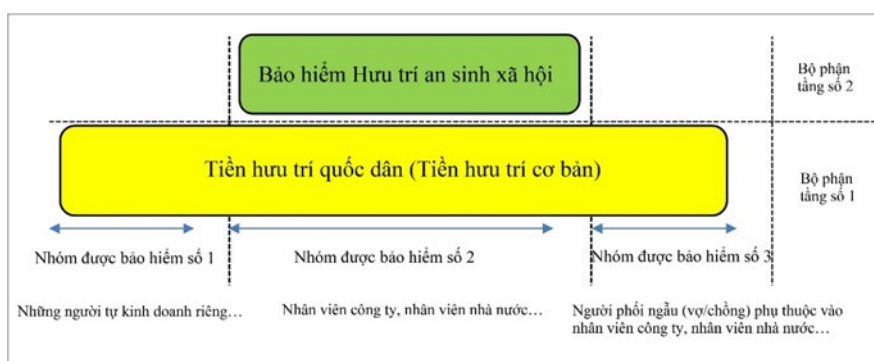 Bảo hiểm Hưu trí an sinh xã hội
Bộ phận
tầng số 2
Tiền hưu trí quốc dân (Tiền hưu trí cơ bản)
Bộ phận
tầng số 1
Nhóm được bảo hiểm số 1
Nhóm được bảo hiểm số 2
Nhóm được bảo hiểm số 3
Những người tự kinh doanh riêng…
Nhân viên công ty, nhân viên nhà nước…
Người phối ngẫu (vợ/chồng) phụ thuộc vào
nhân viên công ty, nhân viên nhà nước…